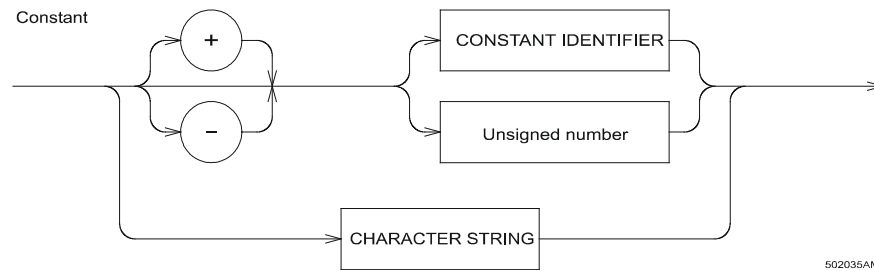 Constant
+
CONSTANT IDENTIFIER
−
Unsigned number
CHARACTER STRING
502035AM